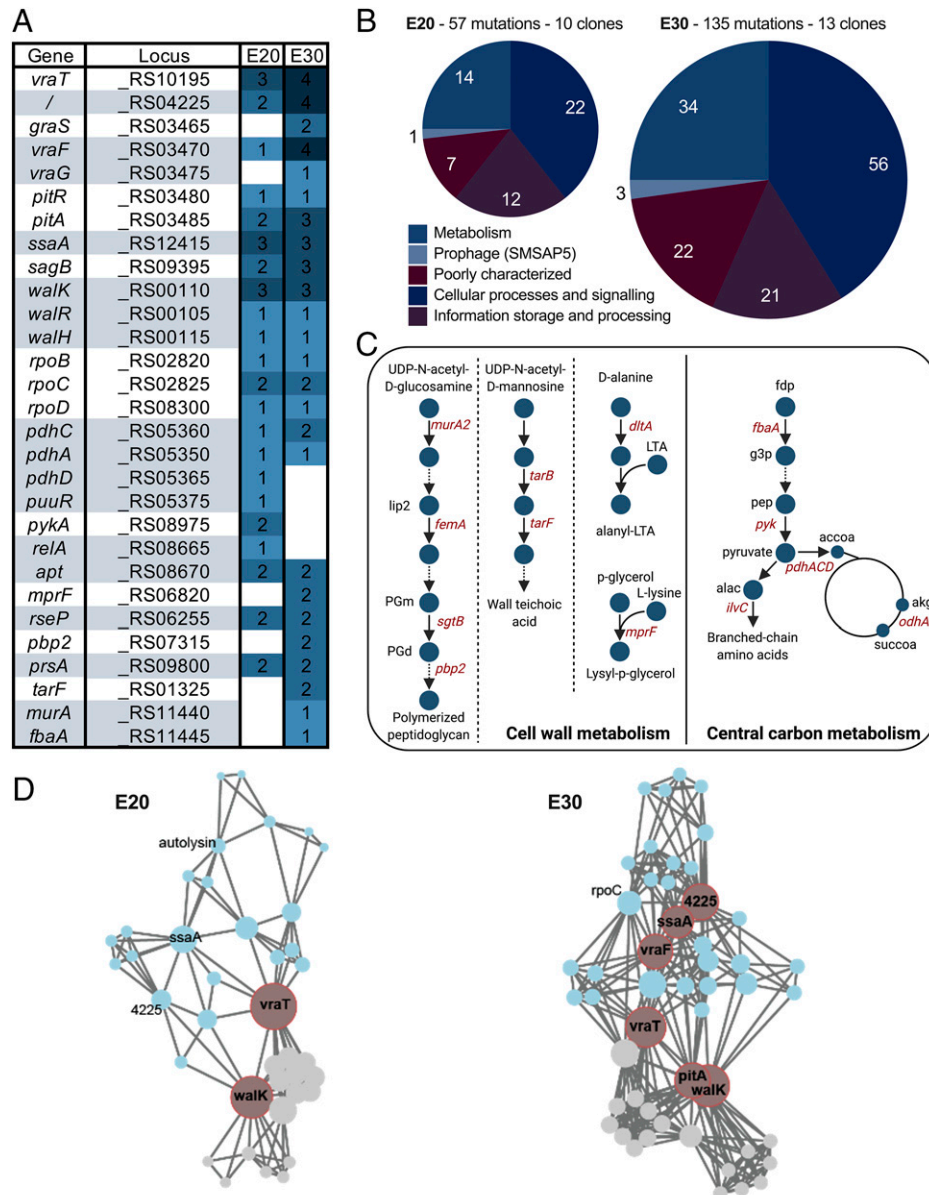 A
Gene Locus E20 E30
vraT _RS10195 3 4
/ _RS04225 2 4
graS _RS03465 2
vraF _RS03470 1 4
vraG _RS03475 1
pitR _RS03480 1 1
pitA _RS03485 2 3
ssaA _RS12415 3 3
sagB _RS09395 2 3
walK _RS00110 3 3
walR _RS00105 1 1
walH _RS00115 1 1
rpoB _RS02820 1 1
rpoC _RS02825 2 2
rpoD _RS08300 1 1
pdhC _RS05360 1 2
pdhA _RS05350 1 1
pdhD _RS05365 1
puuR _RS05375 1
pykA _RS08975 2
relA _RS08665 1
apt _RS08670 2 2
mprF _RS06820 2
rseP _RS06255 2 2
pbp2 _RS07315 2
prsA _RS09800 2 2
tarF _RS01325 2
murA _RS11440 1
fbaA _RS11445 1
B
E20 - 57 mutations - 10 clones
14
22
1
7
12
E30 - 135 mutations - 13 clones
34
56
3
22
21
Metabolism
Prophage (SMSAP5)
Poorly characterized
Cellular processes and signalling
Information storage and processing
C
UDP-N-acetyl-
D-glucosamine
murA2
lip2
femA
PGm
sgtB
PGd
pbp2
Polymerized
peptidoglycan
UDP-N-acetyl-
D-mannosine
tarB
tarF
Wall teichoic
acid
D-alanine
dltA
LTA
alanyl-LTA
p-glycerol
L-lysine
mprF
Lysyl-p-glycerol
Cell wall metabolism
fdp
fbaA
g3p
pep
pyk
pyruvate
accoa
pdhACD
alac
ilvC
akg
odhA
succoa
Branched-chain
amino acids
Central carbon metabolism
D
E20
autolysin
ssaA
4225
vraT
walK
E30
rpoC
4225
ssaA
vraF
vraT
pitA
walK